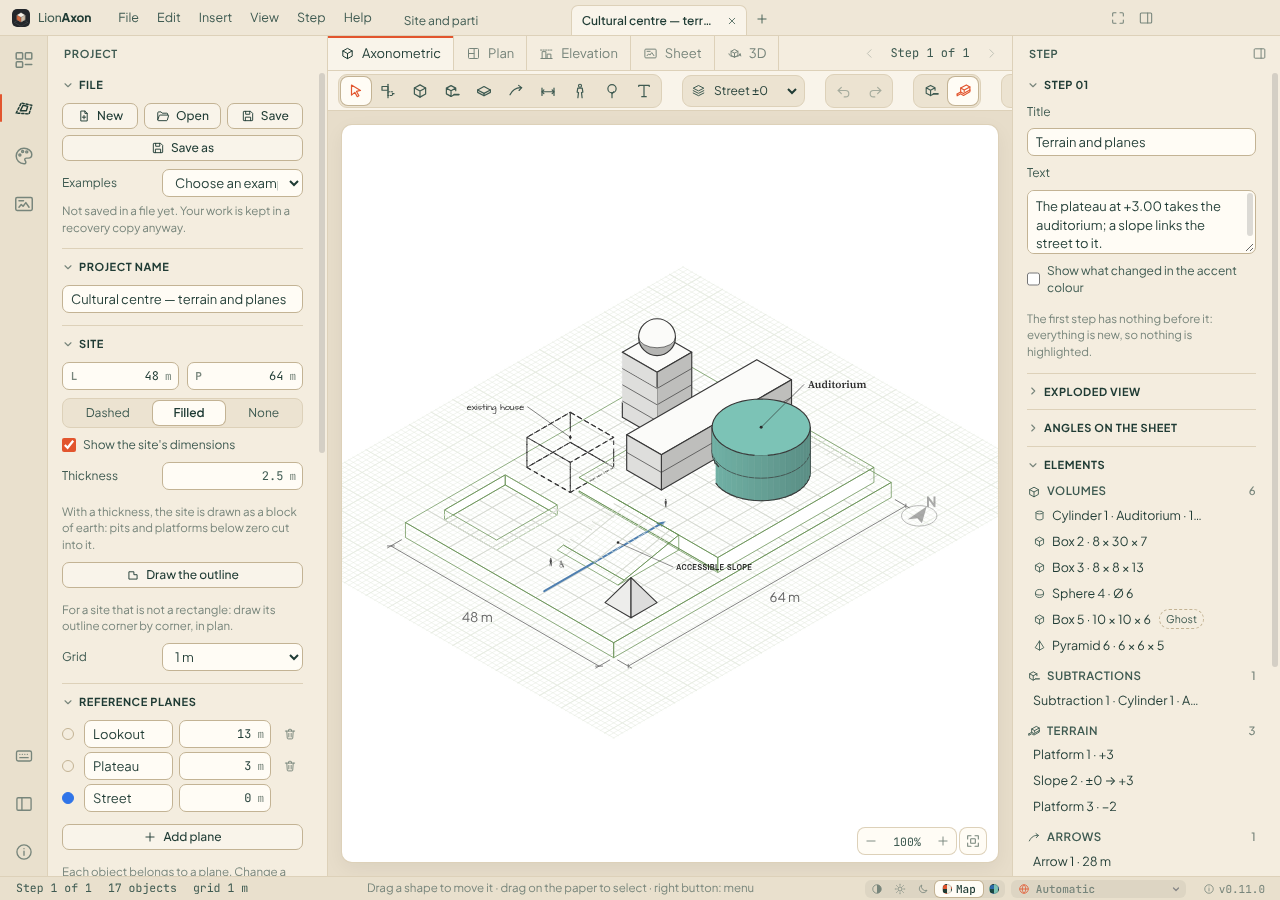 LionAxon File Edit Insert View Step Help
Site and parti
Cultural centre — terr…
PROJECT
FILE
New Open Save
Save as
Examples Choose an examp
Not saved in a file yet. Your work is kept in a
recovery copy anyway.
PROJECT NAME
Cultural centre — terrain and planes
SITE
L 48 m P 64 m
Dashed Filled None
Show the site's dimensions
Thickness 2.5 m
With a thickness, the site is drawn as a block
of earth: pits and platforms below zero cut
into it.
Draw the outline
For a site that is not a rectangle: draw its
outline corner by corner, in plan.
Grid 1 m
REFERENCE PLANES
Lookout 13 m
Plateau 3 m
Street 0 m
Add plane
Each object belongs to a plane. Change a
Axonometric Plan Elevation Sheet 3D
Step 1 of 1
Street ±0
Auditorium
existing house
N
ACCESSIBLE SLOPE
64 m
48 m
100%
STEP
STEP 01
Title
Terrain and planes
Text
The plateau at +3.00 takes the
auditorium; a slope links the
street to it.
Show what changed in the accent
colour
The first step has nothing before it:
everything is new, so nothing is
highlighted.
EXPLODED VIEW
ANGLES ON THE SHEET
ELEMENTS
VOLUMES 6
Cylinder 1 · Auditorium · 1…
Box 2 · 8 × 30 × 7
Box 3 · 8 × 8 × 13
Sphere 4 · Ø 6
Box 5 · 10 × 10 × 6 Ghost
Pyramid 6 · 6 × 6 × 5
SUBTRACTIONS 1
Subtraction 1 · Cylinder 1 · A…
TERRAIN 3
Platform 1 · +3
Slope 2 · ±0 → +3
Platform 3 · −2
ARROWS 1
Arrow 1 · 28 m
Step 1 of 1 17 objects grid 1 m
Drag a shape to move it · drag on the paper to select · right button: menu
Map
Automatic
v0.11.0